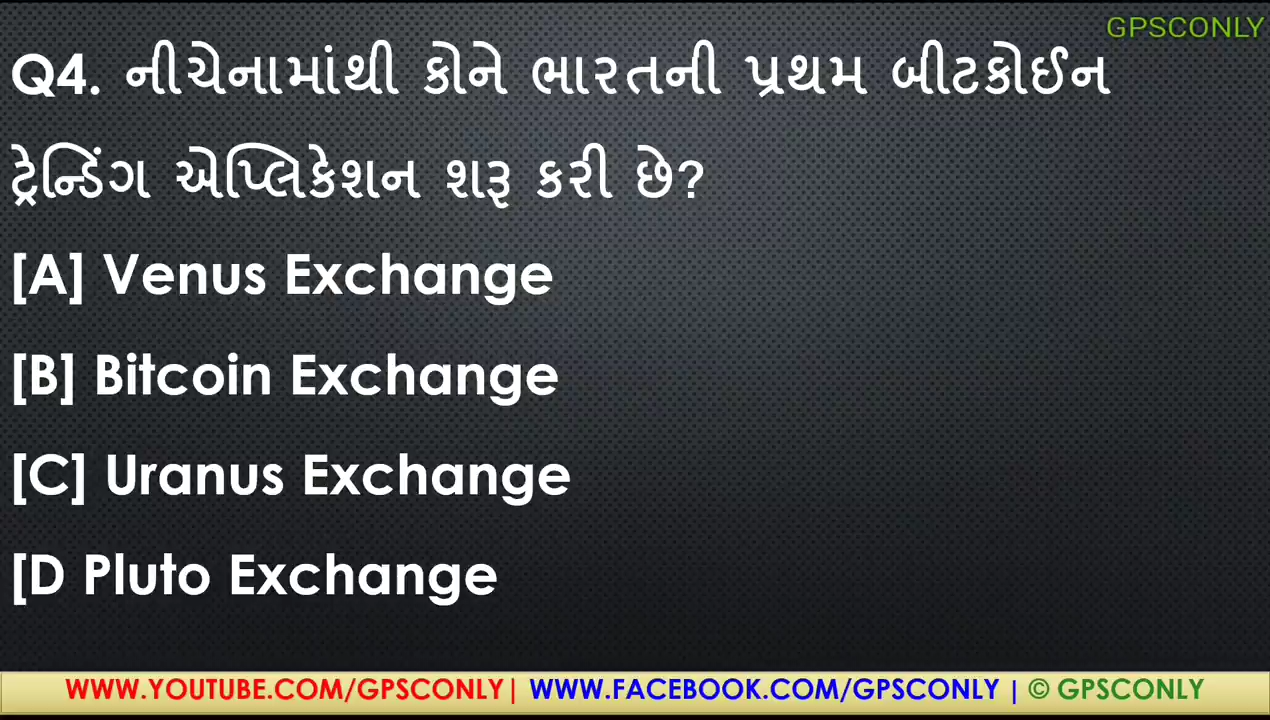 GPSCONLY
Q4. નીચેનામાંથી કોને ભારતની પ્રથમ બીટકોઈન
ટ્રેન્ડિંગ એપ્લિકેશન શરૂ કરી છે?
[A] Venus Exchange
[B] Bitcoin Exchange
[C] Uranus Exchange
[D Pluto Exchange
WWW.YOUTUBE.COM/GPSCONLY | WWW.FACEBOOK.COM/GPSCONLY | © GPSCONLY